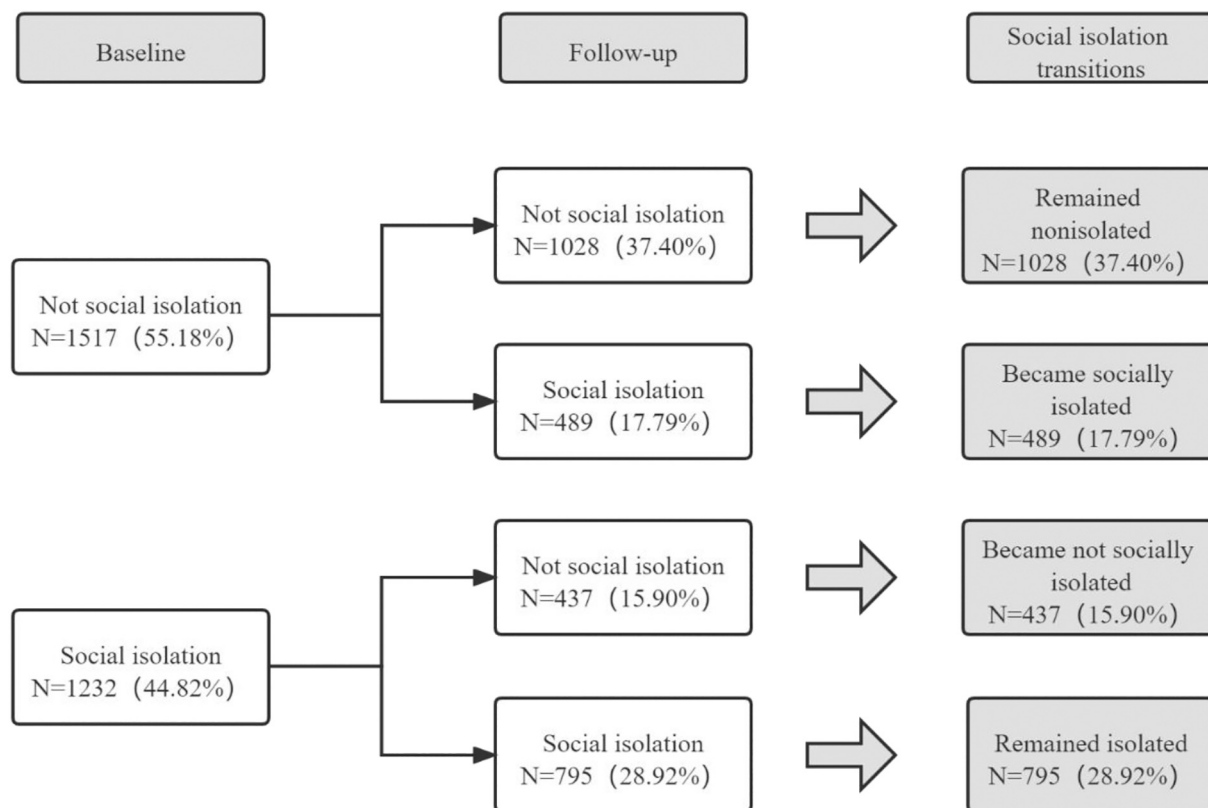 Baseline
Follow-up
Social isolation
transitions
Not social isolation
N=1517 (55.18%)
Not social isolation
N=1028 (37.40%)
Remained
nonisolated
N=1028 (37.40%)
Social isolation
N=489 (17.79%)
Became socially
isolated
N=489 (17.79%)
Social isolation
N=1232 (44.82%)
Not social isolation
N=437 (15.90%)
Became not socially
isolated
N=437 (15.90%)
Social isolation
N=795 (28.92%)
Remained isolated
N=795 (28.92%)